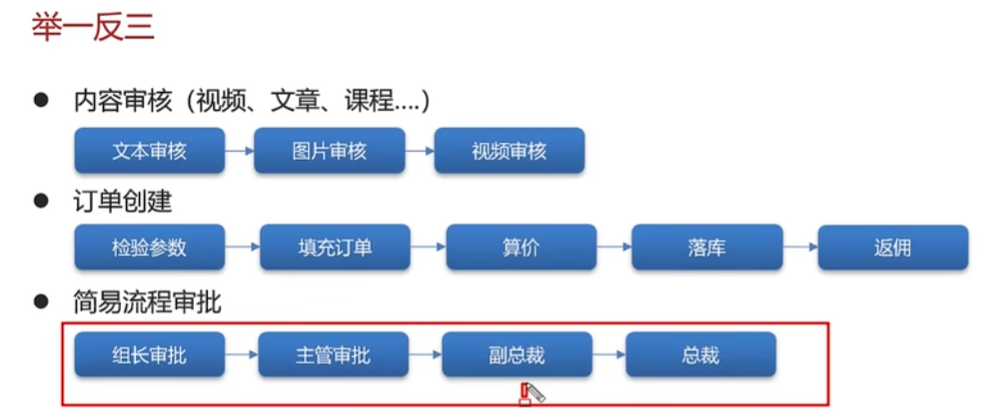 举一反三
● 内容审核（视频、文章、课程....）
文本审核 图片审核 视频审核
● 订单创建
检验参数 填充订单 算价 落库 返佣
● 简易流程审批
组长审批 主管审批 副总裁 总裁